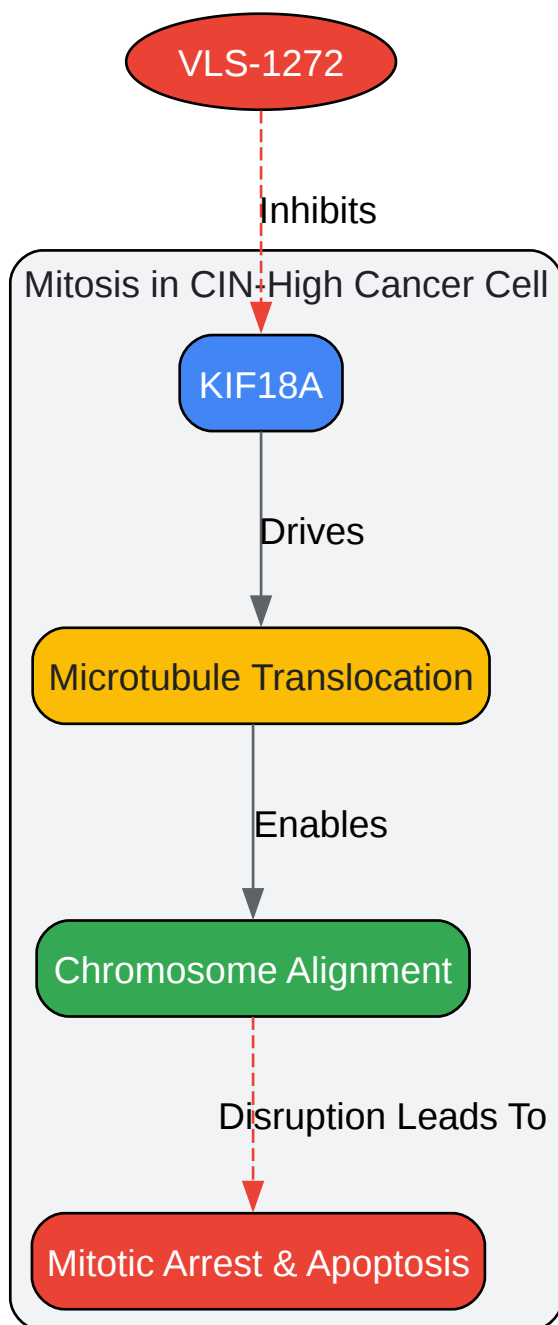 VLS-1272
Inhibits
Mitosis in CIN-High Cancer Cell
KIF18A
Drives
Microtubule Translocation
Enables
Chromosome Alignment
Disruption Leads To
Mitotic Arrest & Apoptosis